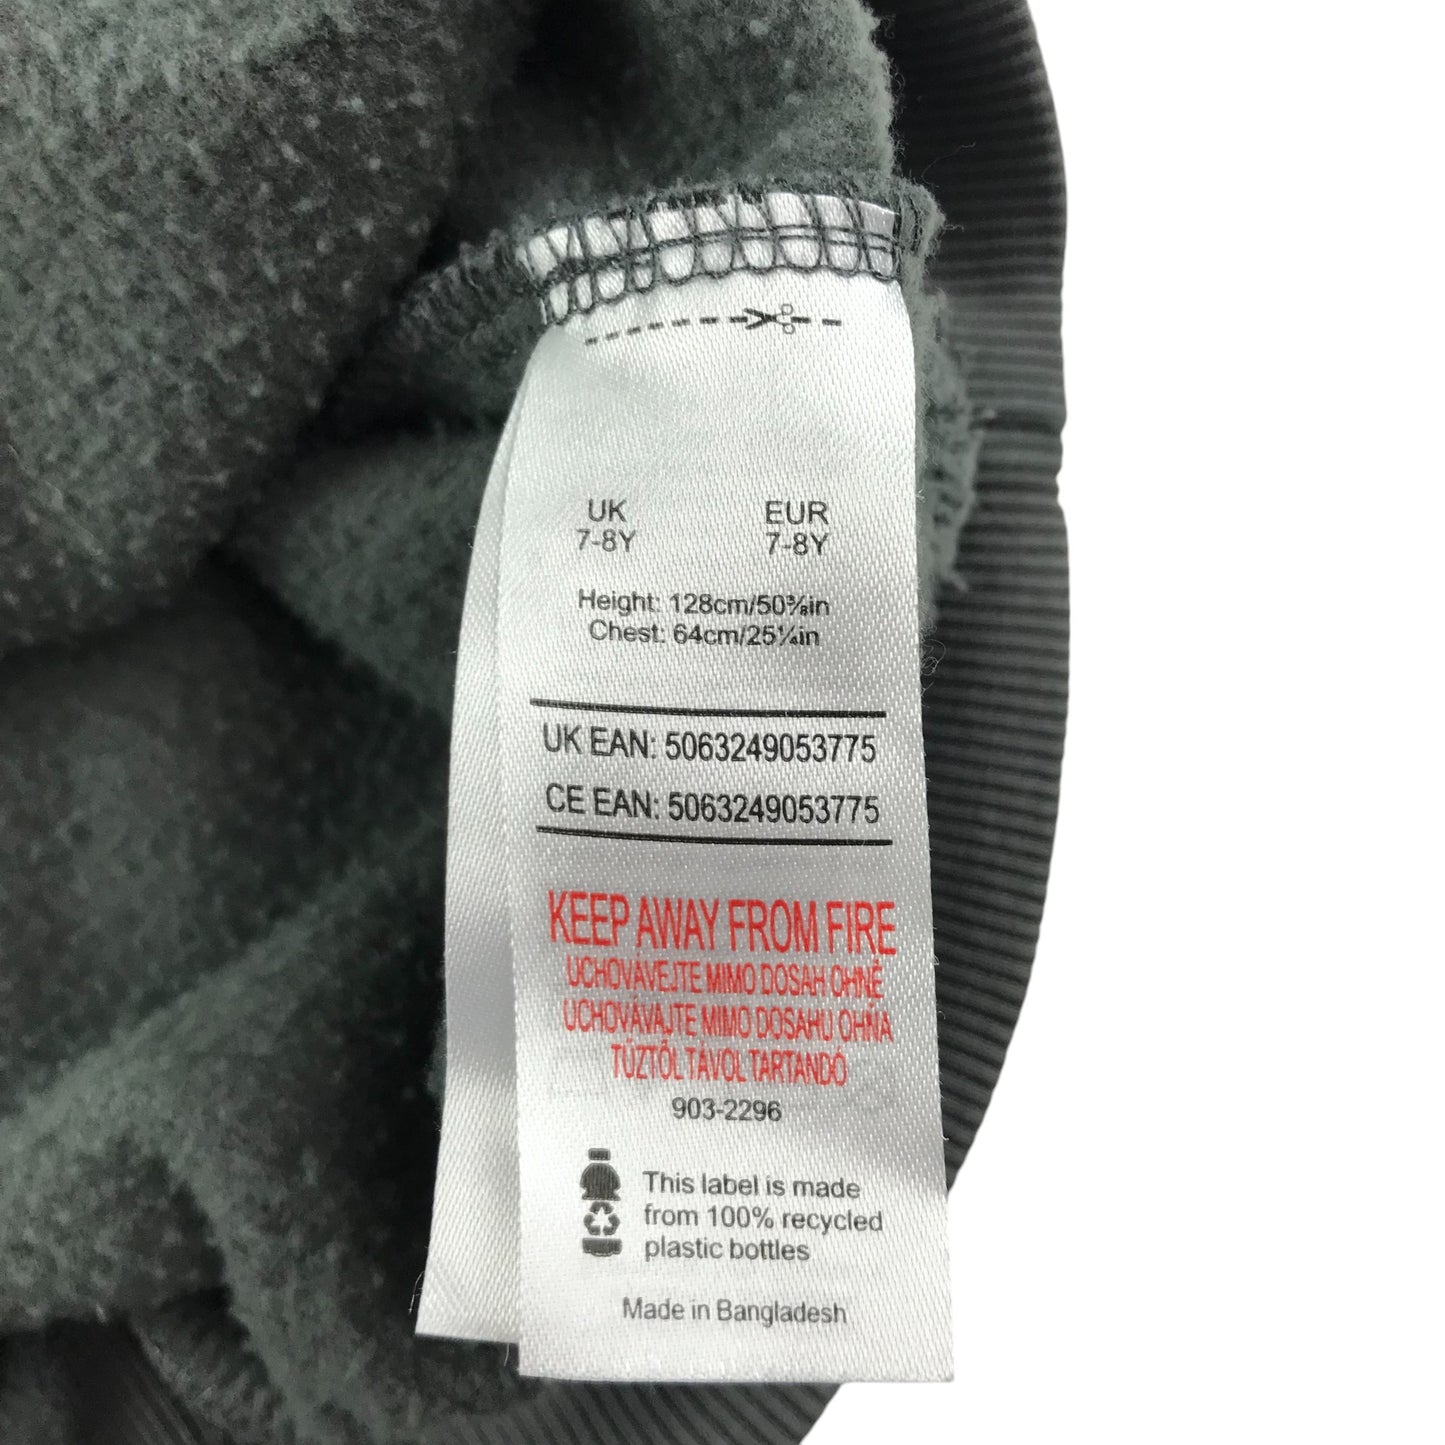 UK EUR
7-8Y 7-8Y
Height: 128cm/50⅜in
Chest: 64cm/25¼in
UK EAN: 5063249053775
CE EAN: 5063249053775
KEEP AWAY FROM FIRE
UCHOVÁVEJTE MIMO DOSAH OHNĚ
UCHOVÁVAJTE MIMO DOSAHU OHŇA
TŰZTŐL TÁVOL TARTANDÓ
903-2296
This label is made
from 100% recycled
plastic bottles
Made in Bangladesh